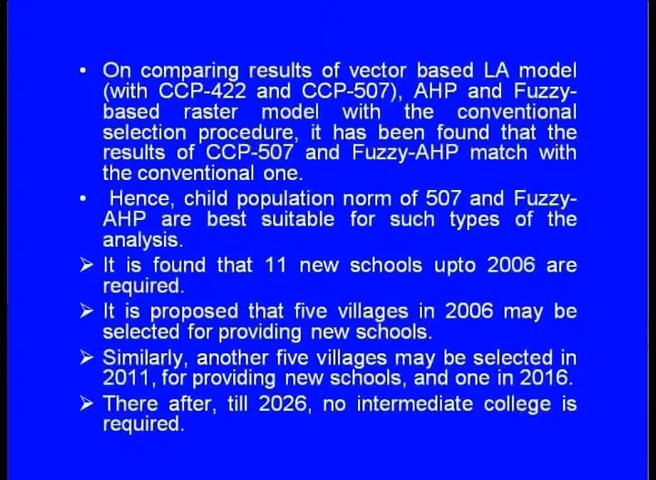 • On comparing results of vector based LA model
(with CCP-422 and CCP-507), AHP and Fuzzy-
based raster model with the conventional
selection procedure, it has been found that the
results of CCP-507 and Fuzzy-AHP match with
the conventional one.
• Hence, child population norm of 507 and Fuzzy-
AHP are best suitable for such types of the
analysis.
➢ It is found that 11 new schools upto 2006 are
required.
➢ It is proposed that five villages in 2006 may be
selected for providing new schools.
➢ Similarly, another five villages may be selected in
2011, for providing new schools, and one in 2016.
➢ There after, till 2026, no intermediate college is
required.